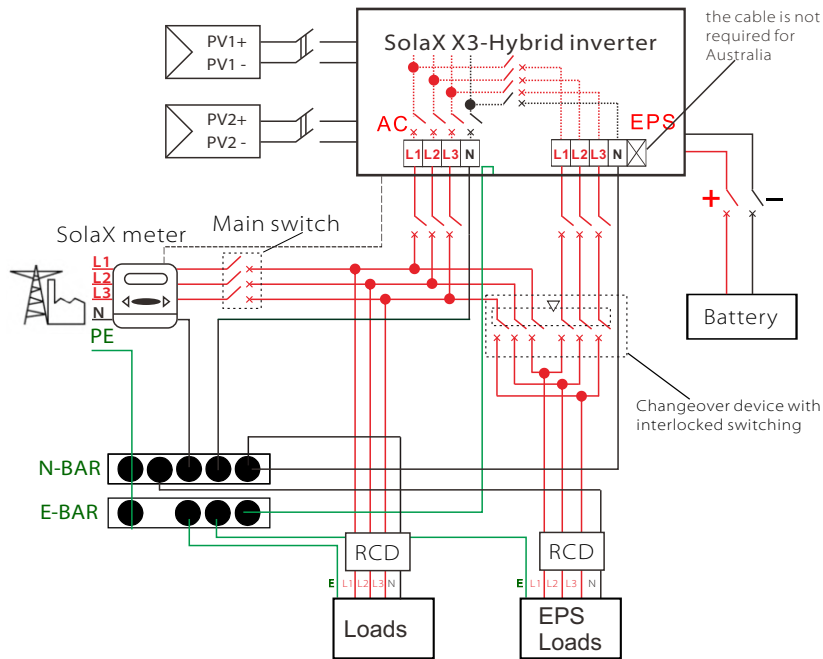 the cable is not
required for
Australia
PV1+
PV1 -
SolaX X3-Hybrid inverter
PV2+
PV2 -
AC
EPS
L1 L2 L3 N
L1 L2 L3 N
+ −
SolaX meter
Main switch
L1
L2
L3
N
PE
Battery
Changeover device with
interlocked switching
N-BAR
E-BAR
RCD
RCD
E L1 L2 L3 N
E L1 L2 L3 N
Loads
EPS
Loads